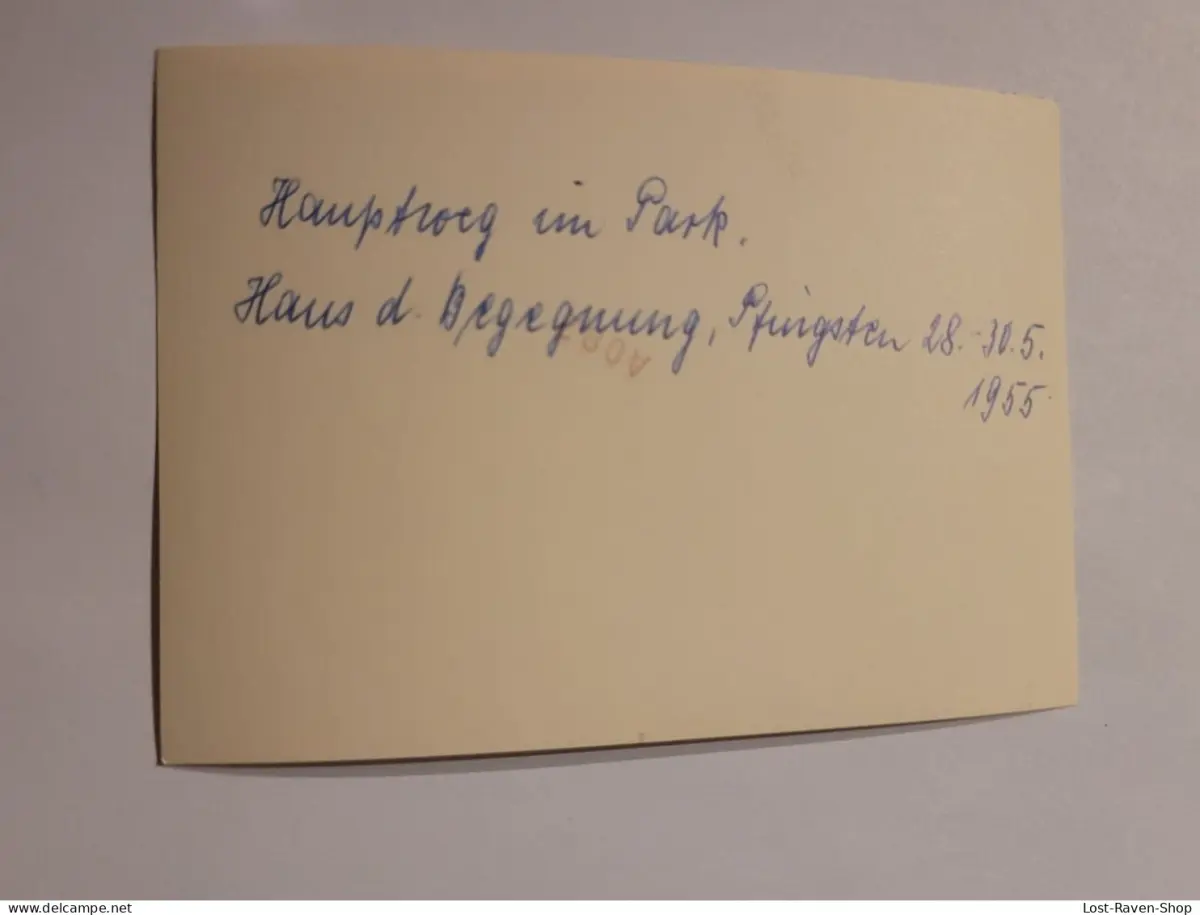 Hauptweg im Park.
Haus d. Begegnung, Pfingsten 28.-30.5.
1955
www.delcampe.net
Lost-Raven-Shop